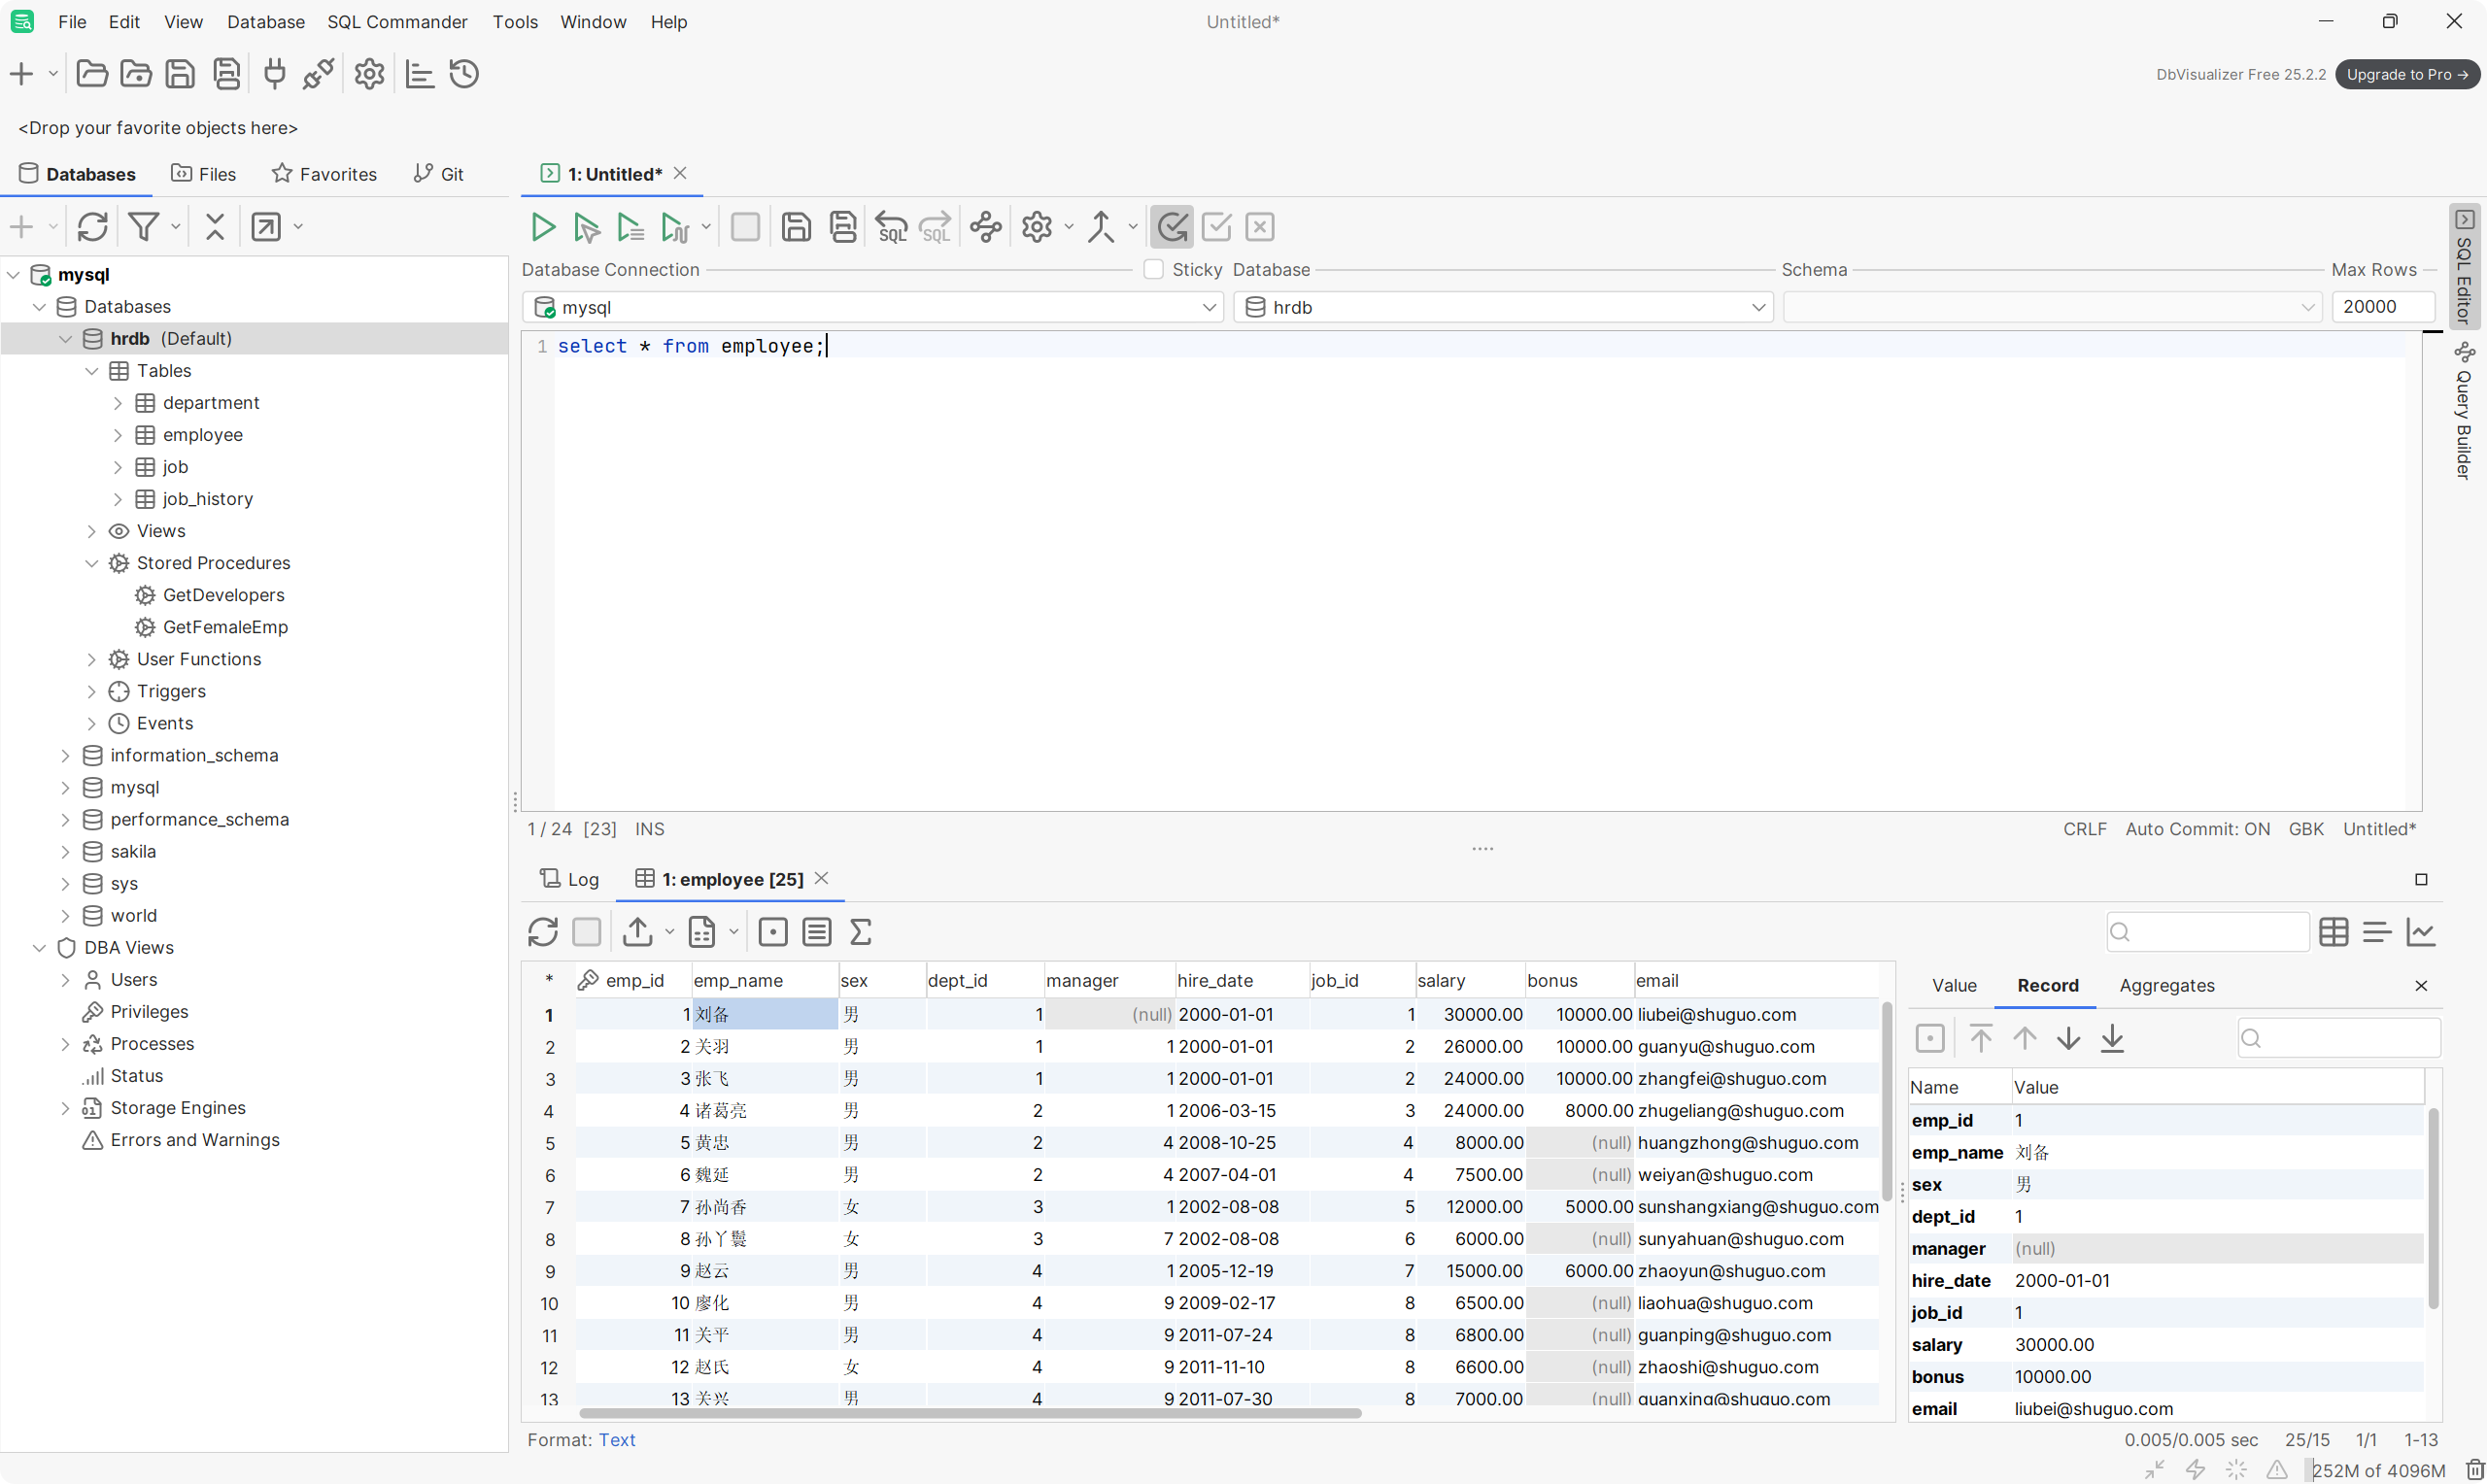 File Edit View Database SQL Commander Tools Window Help Untitled*
DbVisualizer Free 25.2.2 Upgrade to Pro →
<Drop your favorite objects here>
Databases Files Favorites Git
1: Untitled*
Database Connection Sticky Database Schema Max Rows
mysql hrdb 20000
SQL Editor
Query Builder
mysql
Databases
hrdb (Default)
Tables
department
employee
job
job_history
Views
Stored Procedures
GetDevelopers
GetFemaleEmp
User Functions
Triggers
Events
information_schema
mysql
performance_schema
sakila
sys
world
DBA Views
Users
Privileges
Processes
Status
Storage Engines
Errors and Warnings
1 select * from employee;
1 / 24 [23] INS CRLF Auto Commit: ON GBK Untitled*
Log 1: employee [25]
* emp_id emp_name sex dept_id manager hire_date job_id salary bonus email
1 1 刘备 男 1 (null) 2000-01-01 1 30000.00 10000.00 liubei@shuguo.com
2 2 关羽 男 1 1 2000-01-01 2 26000.00 10000.00 guanyu@shuguo.com
3 3 张飞 男 1 1 2000-01-01 2 24000.00 10000.00 zhangfei@shuguo.com
4 4 诸葛亮 男 2 1 2006-03-15 3 24000.00 8000.00 zhugeliang@shuguo.com
5 5 黄忠 男 2 4 2008-10-25 4 8000.00 (null) huangzhong@shuguo.com
6 6 魏延 男 2 4 2007-04-01 4 7500.00 (null) weiyan@shuguo.com
7 7 孙尚香 女 3 1 2002-08-08 5 12000.00 5000.00 sunshangxiang@shuguo.com
8 8 孙丫鬟 女 3 7 2002-08-08 6 6000.00 (null) sunyahuan@shuguo.com
9 9 赵云 男 4 1 2005-12-19 7 15000.00 6000.00 zhaoyun@shuguo.com
10 10 廖化 男 4 9 2009-02-17 8 6500.00 (null) liaohua@shuguo.com
11 11 关平 男 4 9 2011-07-24 8 6800.00 (null) guanping@shuguo.com
12 12 赵氏 女 4 9 2011-11-10 8 6600.00 (null) zhaoshi@shuguo.com
13 13 关兴 男 4 9 2011-07-30 8 7000.00 (null) guanxing@shuguo.com
Value Record Aggregates
Name Value
emp_id 1
emp_name 刘备
sex 男
dept_id 1
manager (null)
hire_date 2000-01-01
job_id 1
salary 30000.00
bonus 10000.00
email liubei@shuguo.com
Format: Text 0.005/0.005 sec 25/15 1/1 1-13
252M of 4096M